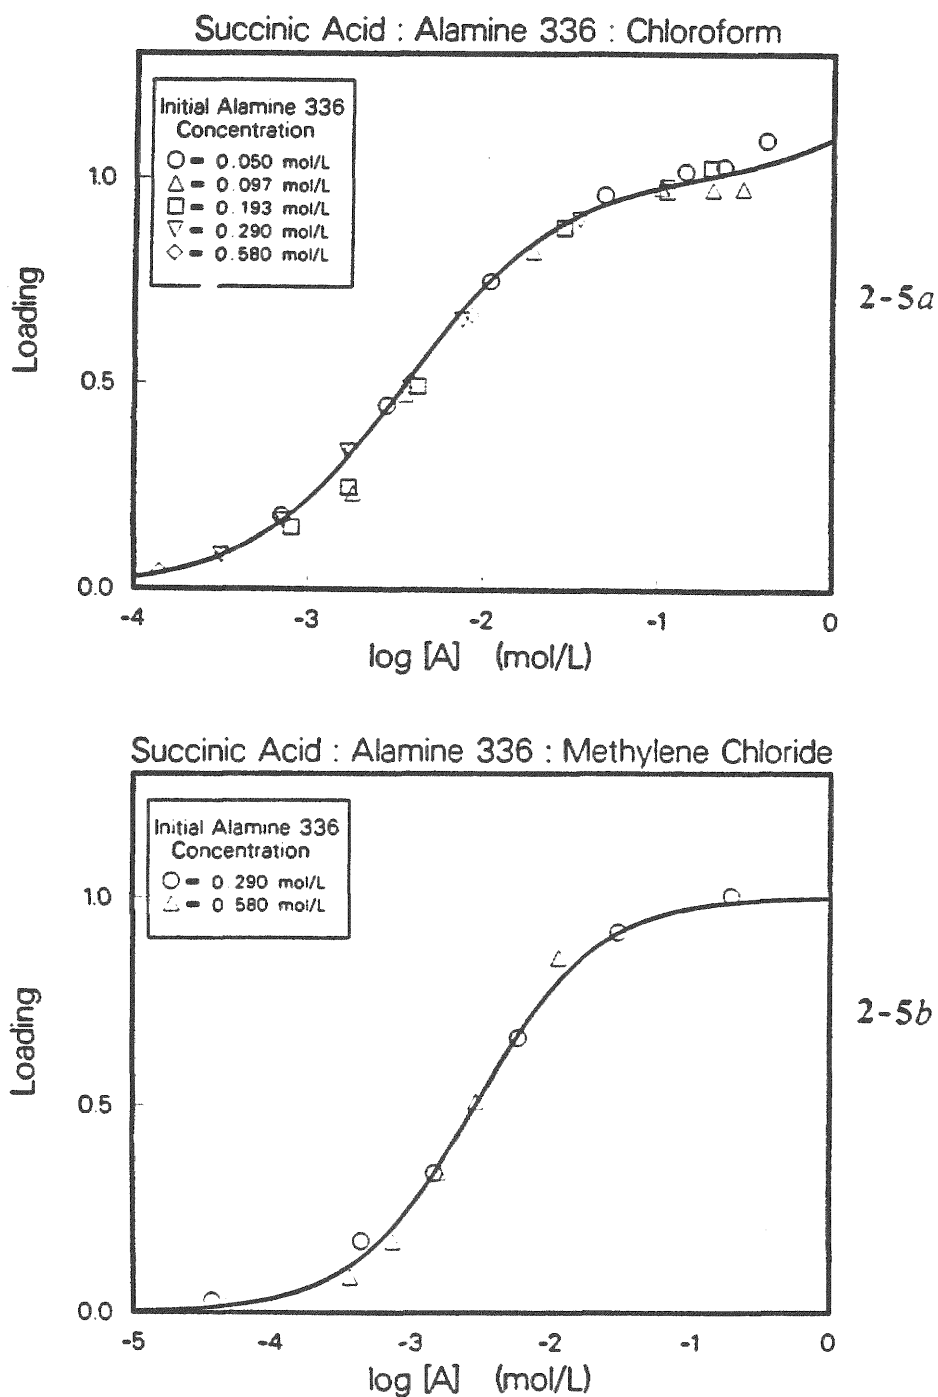 Succinic Acid : Alamine 336 : Chloroform
Initial Alamine 336
Concentration
○ = 0.050 mol/L
△ = 0.097 mol/L
□ = 0.193 mol/L
▽ = 0.290 mol/L
◇ = 0.580 mol/L
1.0
0.5
0.0
Loading
-4 -3 -2 -1 0
log [A] (mol/L)
2-5a
Succinic Acid : Alamine 336 : Methylene Chloride
Initial Alamine 336
Concentration
○ = 0 290 mol/L
△ = 0 580 mol/L
1.0
0.5
0.0
Loading
-5 -4 -3 -2 -1 0
log [A] (mol/L)
2-5b